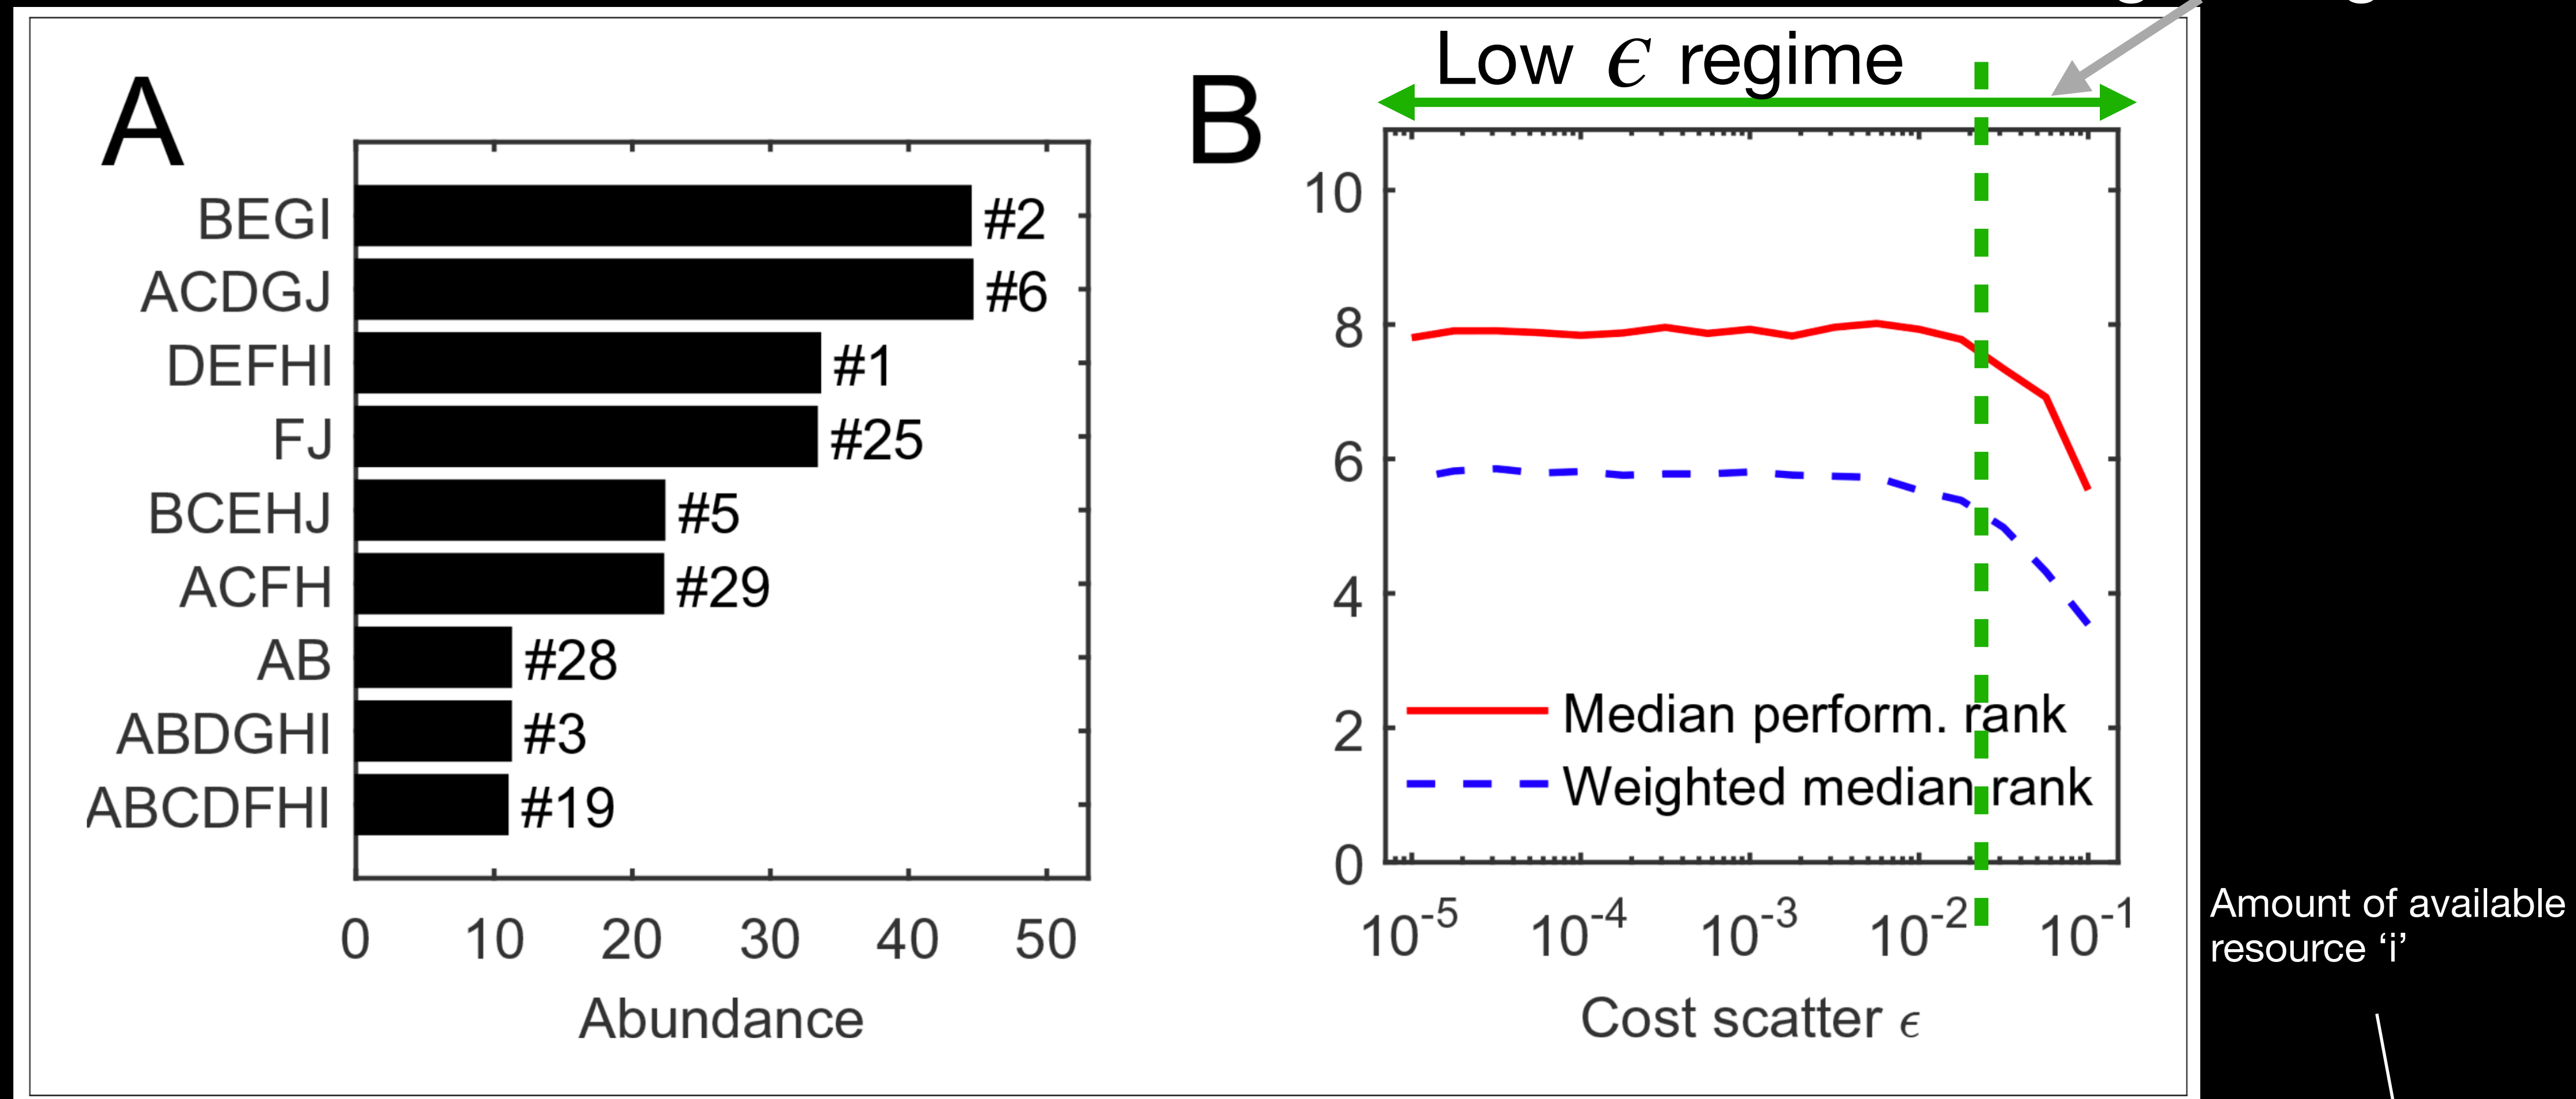 Low ϵ regime
A
BEGI
#2
ACDGJ
#6
DEFHI
#1
FJ
#25
BCEHJ
#5
ACFH
#29
AB
#28
ABDGHI
#3
ABCDFHI
#19
0 10 20 30 40 50
Abundance
B
10
8
6
4
2
0
Median perform. rank
Weighted median rank
10^-5 10^-4 10^-3 10^-2 10^-1
Cost scatter ϵ
Amount of available
resource ‘i’